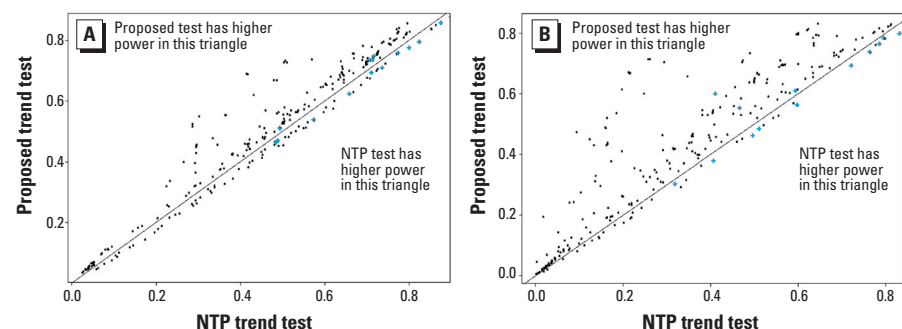 A
Proposed test has higher
power in this triangle
NTP test has
higher power
in this triangle
Proposed trend test
0.8
0.6
0.4
0.2
0.0 0.2 0.4 0.6 0.8
NTP trend test
B
Proposed test has higher
power in this triangle
NTP test has
higher power
in this triangle
Proposed trend test
0.8
0.6
0.4
0.2
0.0
0.0 0.2 0.4 0.6 0.8
NTP trend test